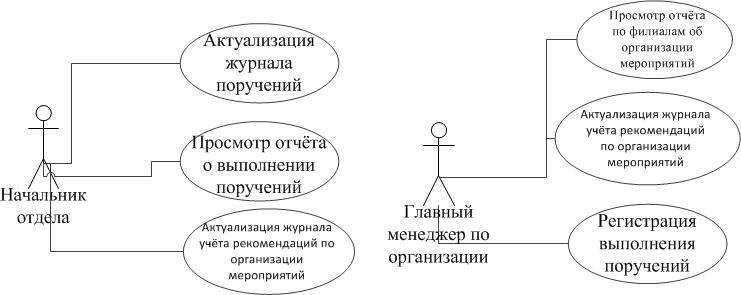 Актуализация
журнала
поручений
Просмотр отчёта
о выполнении
поручений
Начальник
отдела
Актуализация журнала
учёта рекомендаций по
организации
мероприятий
Просмотр отчёта
по филиалам об
организации
мероприятий
Актуализация журнала
учёта рекомендаций
по организации
мероприятий
Главный
менеджер по
организации
Регистрация
выполнения
поручений